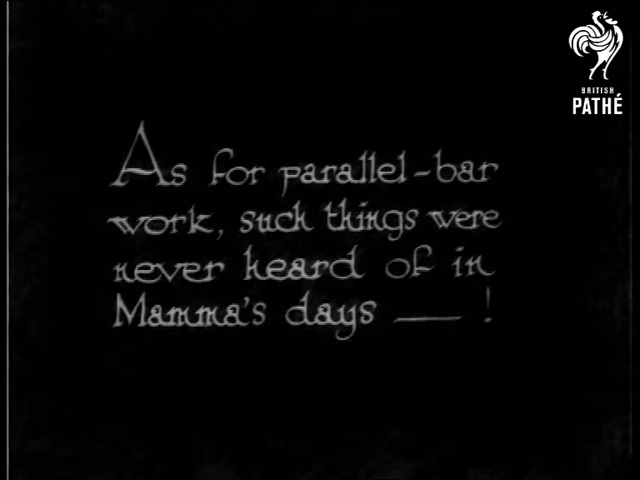 BRITISH
PATHÉ
As for parallel-bar
work, such things were
never heard of in
Mamma's days — !